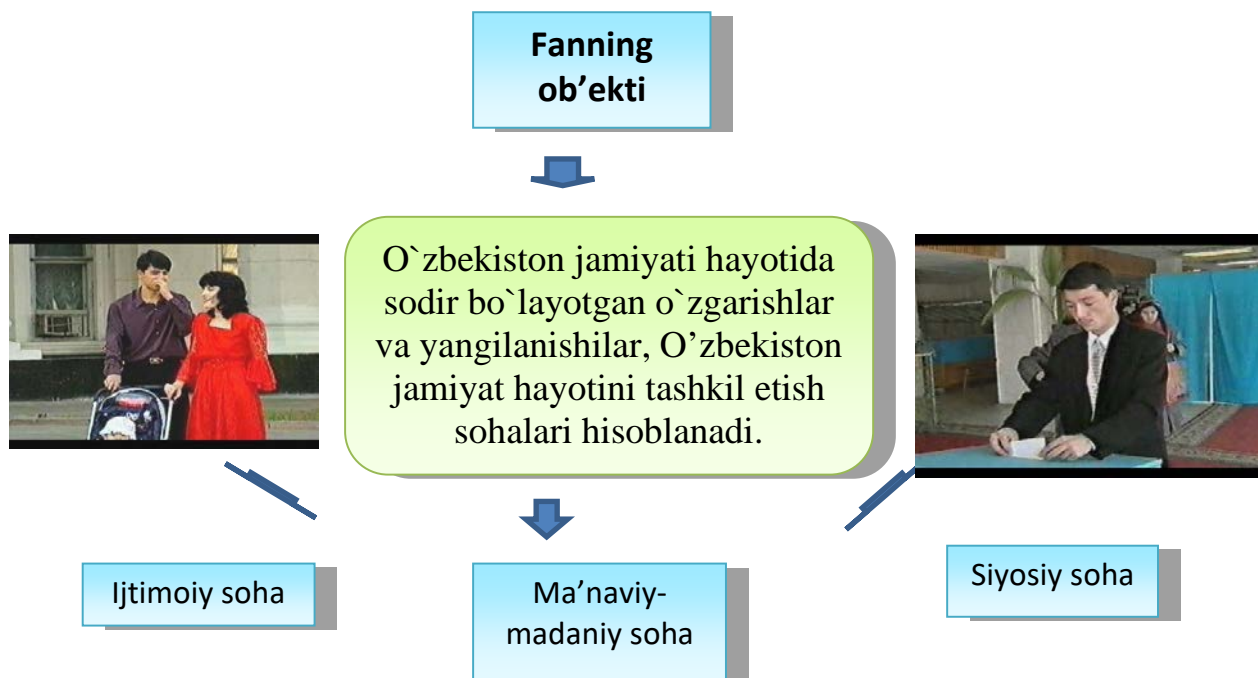 Fanning
ob’ekti
O`zbekiston jamiyati hayotida
sodir bo`layotgan o`zgarishlar
va yangilanishilar, O’zbekiston
jamiyat hayotini tashkil etish
sohalari hisoblanadi.
Ijtimoiy soha
Ma’naviy-
madaniy soha
Siyosiy soha